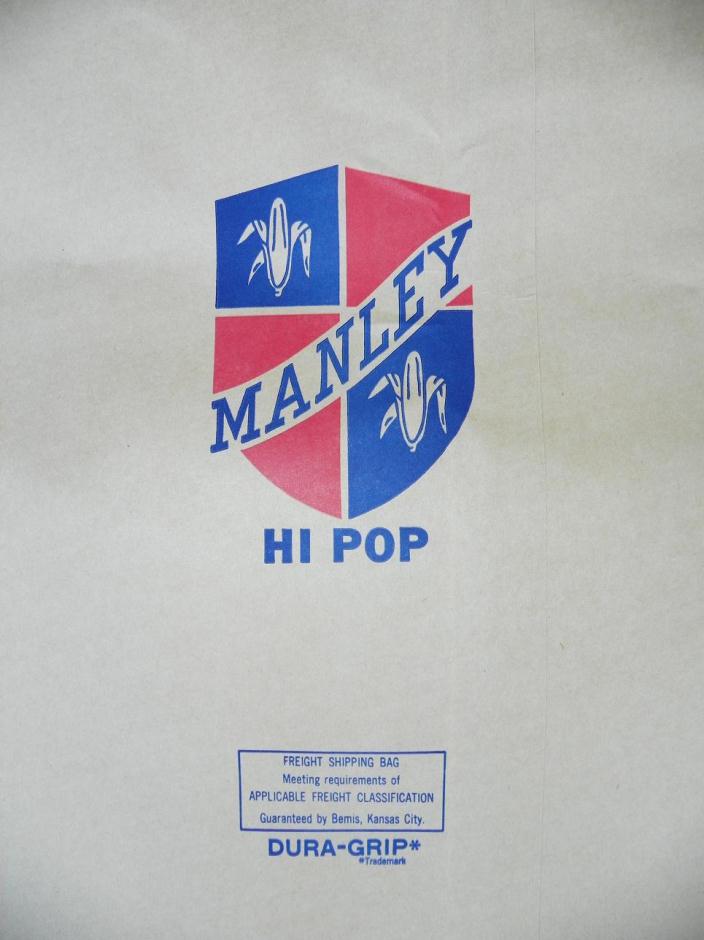 MANLEY
HI POP
FREIGHT SHIPPING BAG
Meeting requirements of
APPLICABLE FREIGHT CLASSIFICATION
Guaranteed by Bemis, Kansas City.
DURA-GRIP*
*Trademark